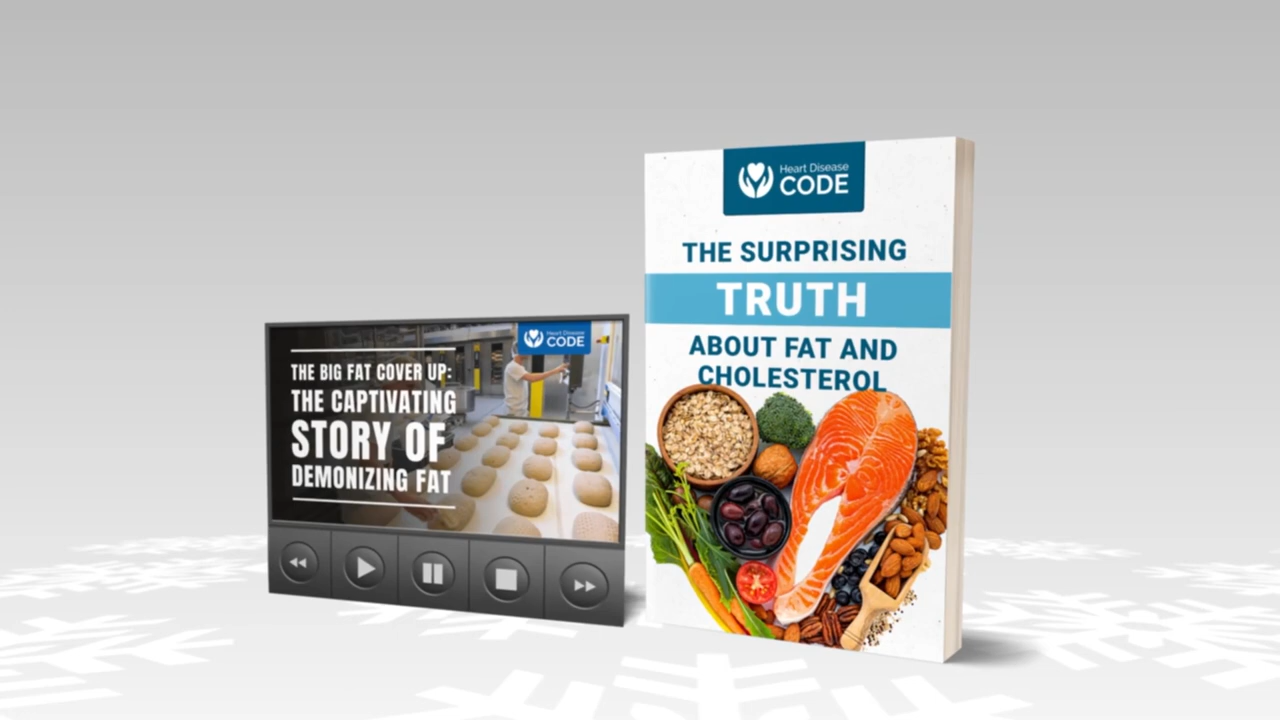 Heart Disease
CODE
THE BIG FAT COVER UP:
THE CAPTIVATING
STORY OF
DEMONIZING FAT
Heart Disease
CODE
THE SURPRISING
TRUTH
ABOUT FAT AND
CHOLESTEROL